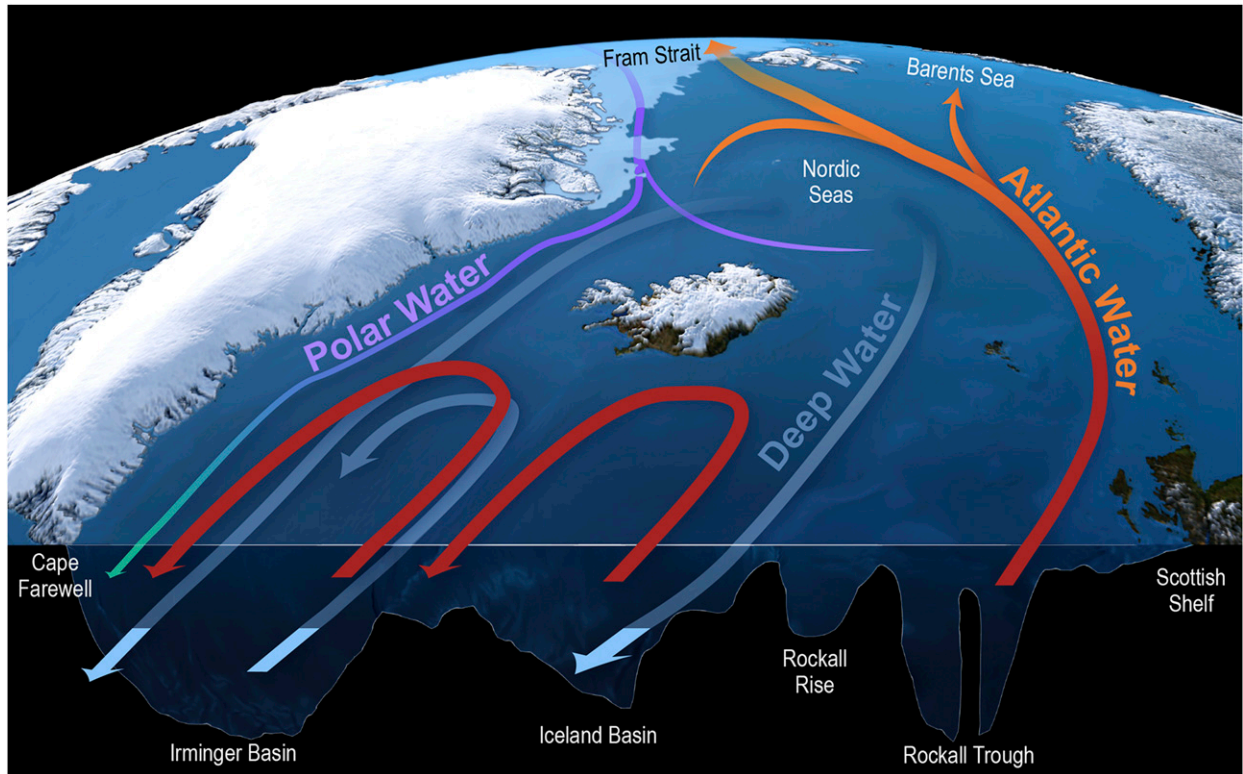 Fram Strait
Barents Sea
Nordic
Seas
Atlantic Water
Polar Water
Deep Water
Cape
Farewell
Scottish
Shelf
Rockall
Rise
Iceland Basin
Irminger Basin
Rockall Trough